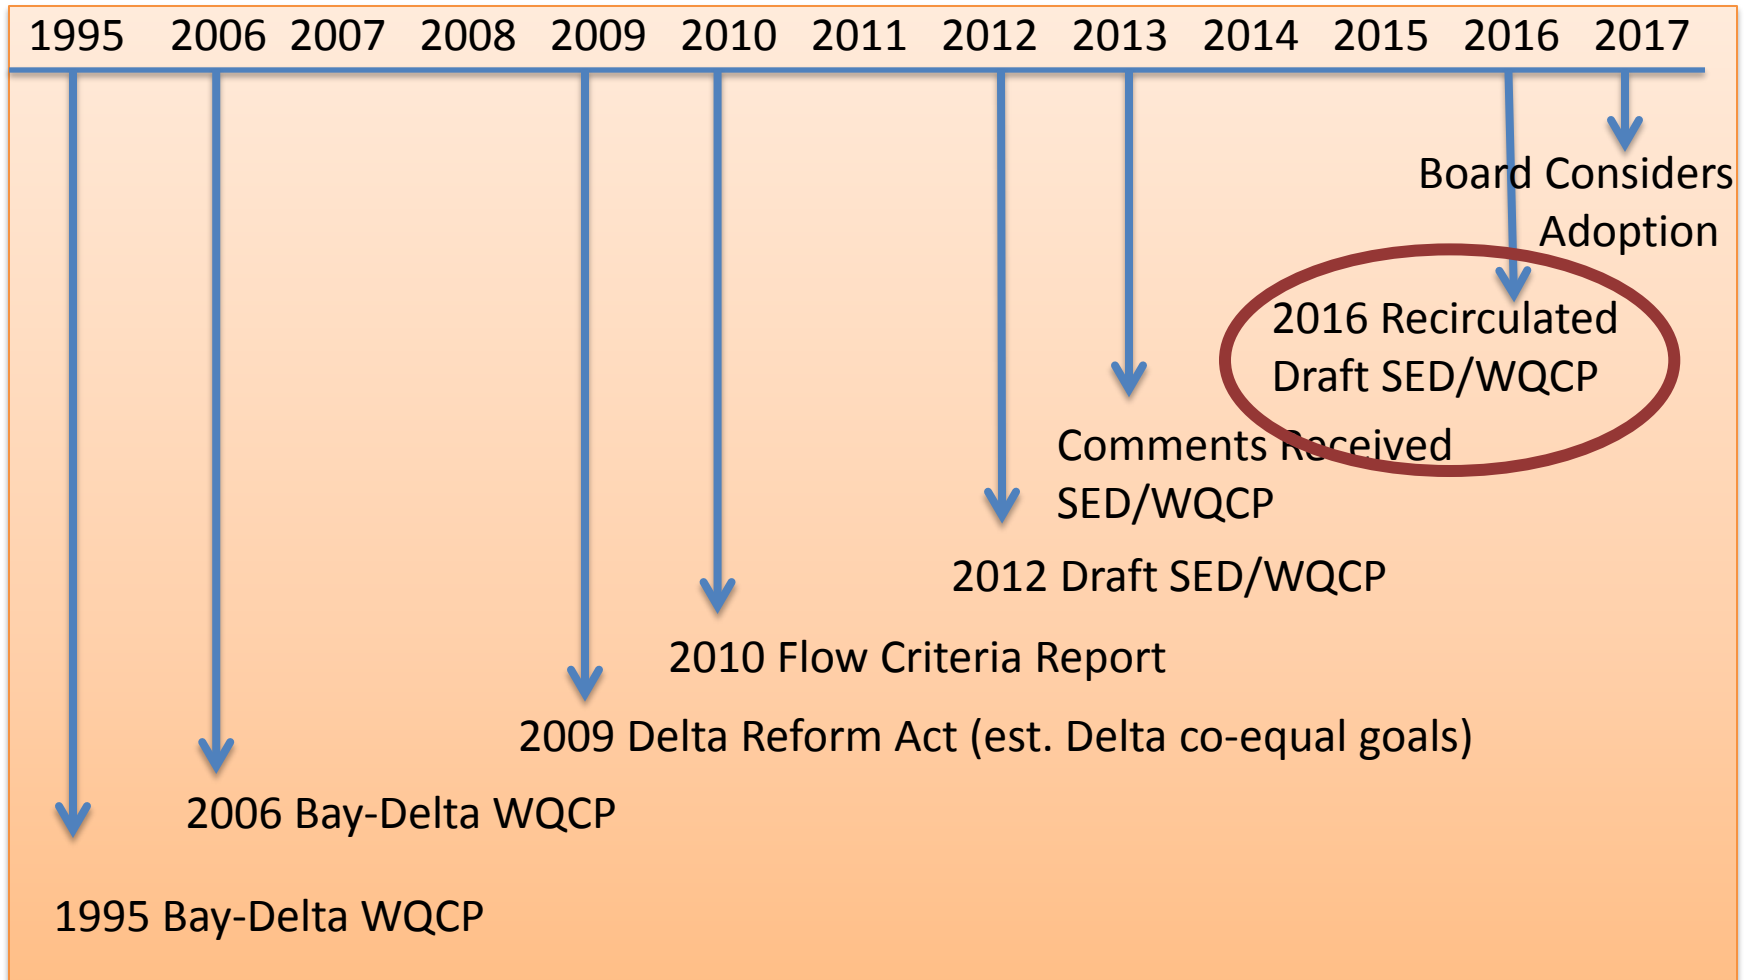 1995 2006 2007 2008 2009 2010 2011 2012 2013 2014 2015 2016 2017
Board Considers
Adoption
2016 Recirculated
Draft SED/WQCP
Comments Received
SED/WQCP
2012 Draft SED/WQCP
2010 Flow Criteria Report
2009 Delta Reform Act (est. Delta co-equal goals)
2006 Bay-Delta WQCP
1995 Bay-Delta WQCP